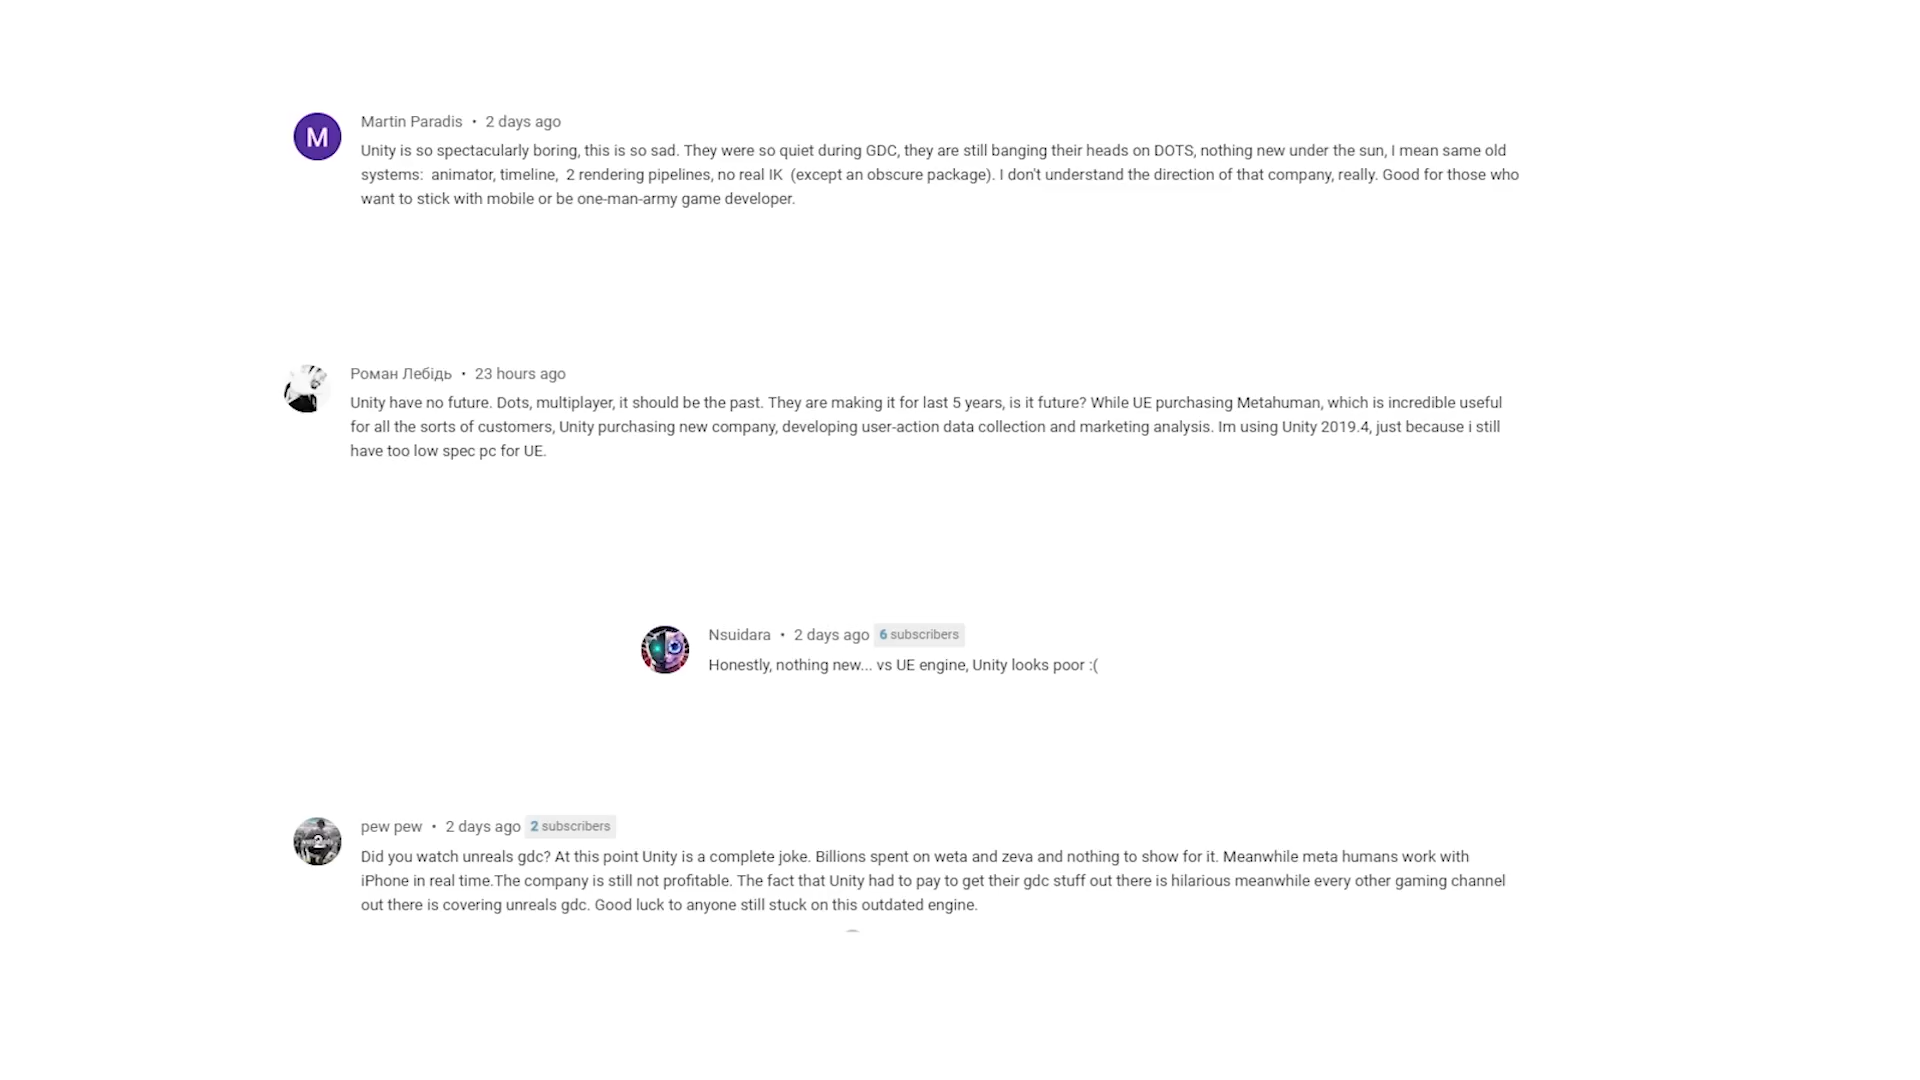 M
Martin Paradis • 2 days ago
Unity is so spectacularly boring, this is so sad. They were so quiet during GDC, they are still banging their heads on DOTS, nothing new under the sun, I mean same old
systems:  animator, timeline,  2 rendering pipelines, no real IK  (except an obscure package). I don't understand the direction of that company, really. Good for those who
want to stick with mobile or be one-man-army game developer.
Роман Лебідь • 23 hours ago
Unity have no future. Dots, multiplayer, it should be the past. They are making it for last 5 years, is it future? While UE purchasing Metahuman, which is incredible useful
for all the sorts of customers, Unity purchasing new company, developing user-action data collection and marketing analysis. Im using Unity 2019.4, just because i still
have too low spec pc for UE.
Nsuidara • 2 days ago 6 subscribers
Honestly, nothing new... vs UE engine, Unity looks poor :(
pew pew • 2 days ago 2 subscribers
Did you watch unreals gdc? At this point Unity is a complete joke. Billions spent on weta and zeva and nothing to show for it. Meanwhile meta humans work with
iPhone in real time.The company is still not profitable. The fact that Unity had to pay to get their gdc stuff out there is hilarious meanwhile every other gaming channel
out there is covering unreals gdc. Good luck to anyone still stuck on this outdated engine.